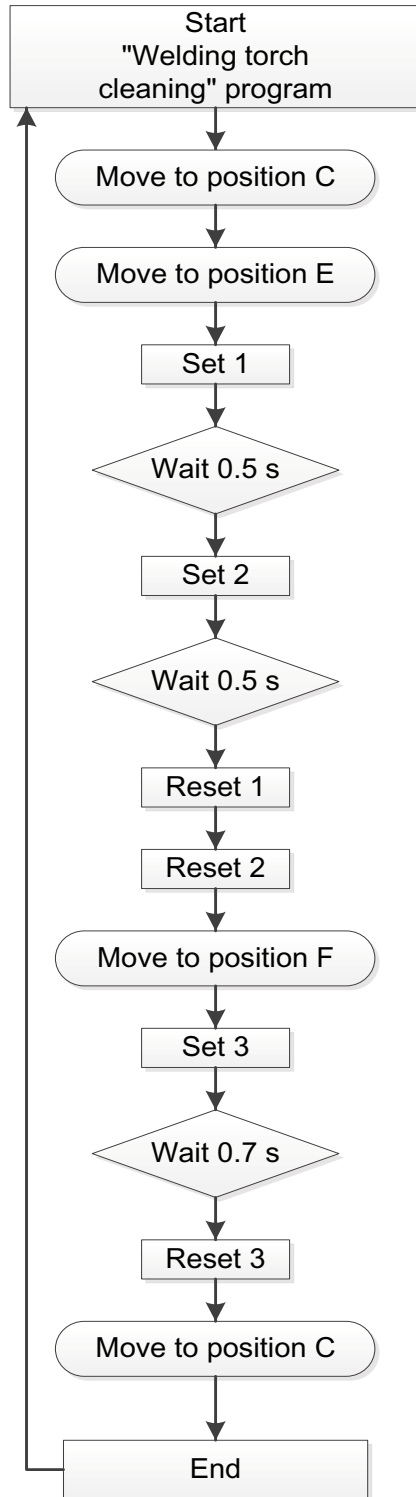 Start
"Welding torch
cleaning" program
Move to position C
Move to position E
Set 1
Wait 0.5 s
Set 2
Wait 0.5 s
Reset 1
Reset 2
Move to position F
Set 3
Wait 0.7 s
Reset 3
Move to position C
End